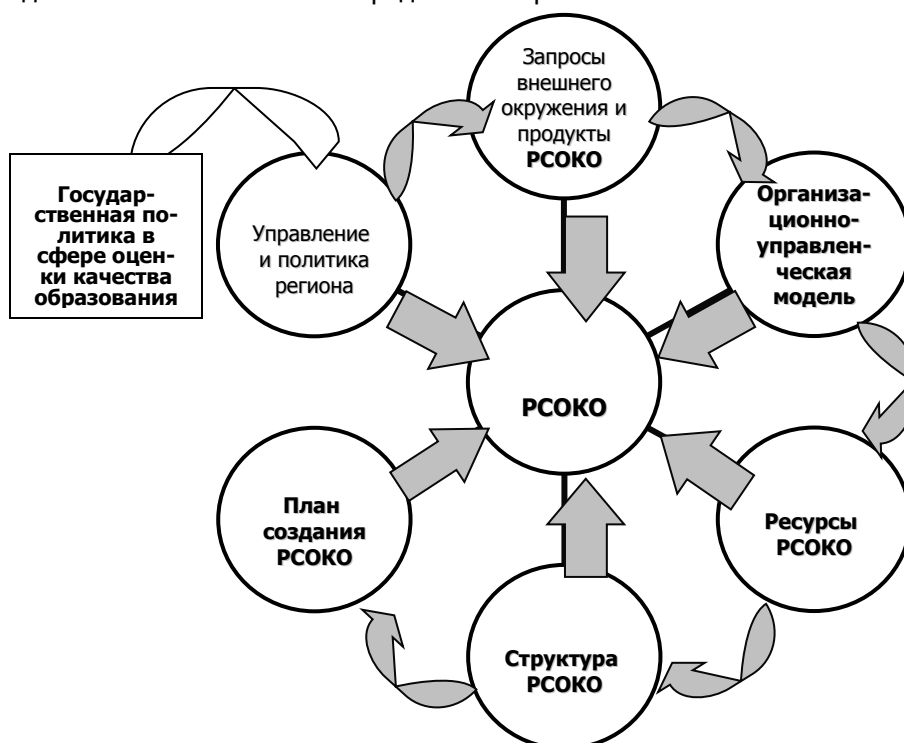 Запросы
внешнего
окружения и
продукты
РСОКО
Государ-
ственная по-
литика в
сфере оцен-
ки качества
образования
Управление
и политика
региона
Организа-
ционно-
управлен-
ческая
модель
РСОКО
План
создания
РСОКО
Ресурсы
РСОКО
Структура
РСОКО